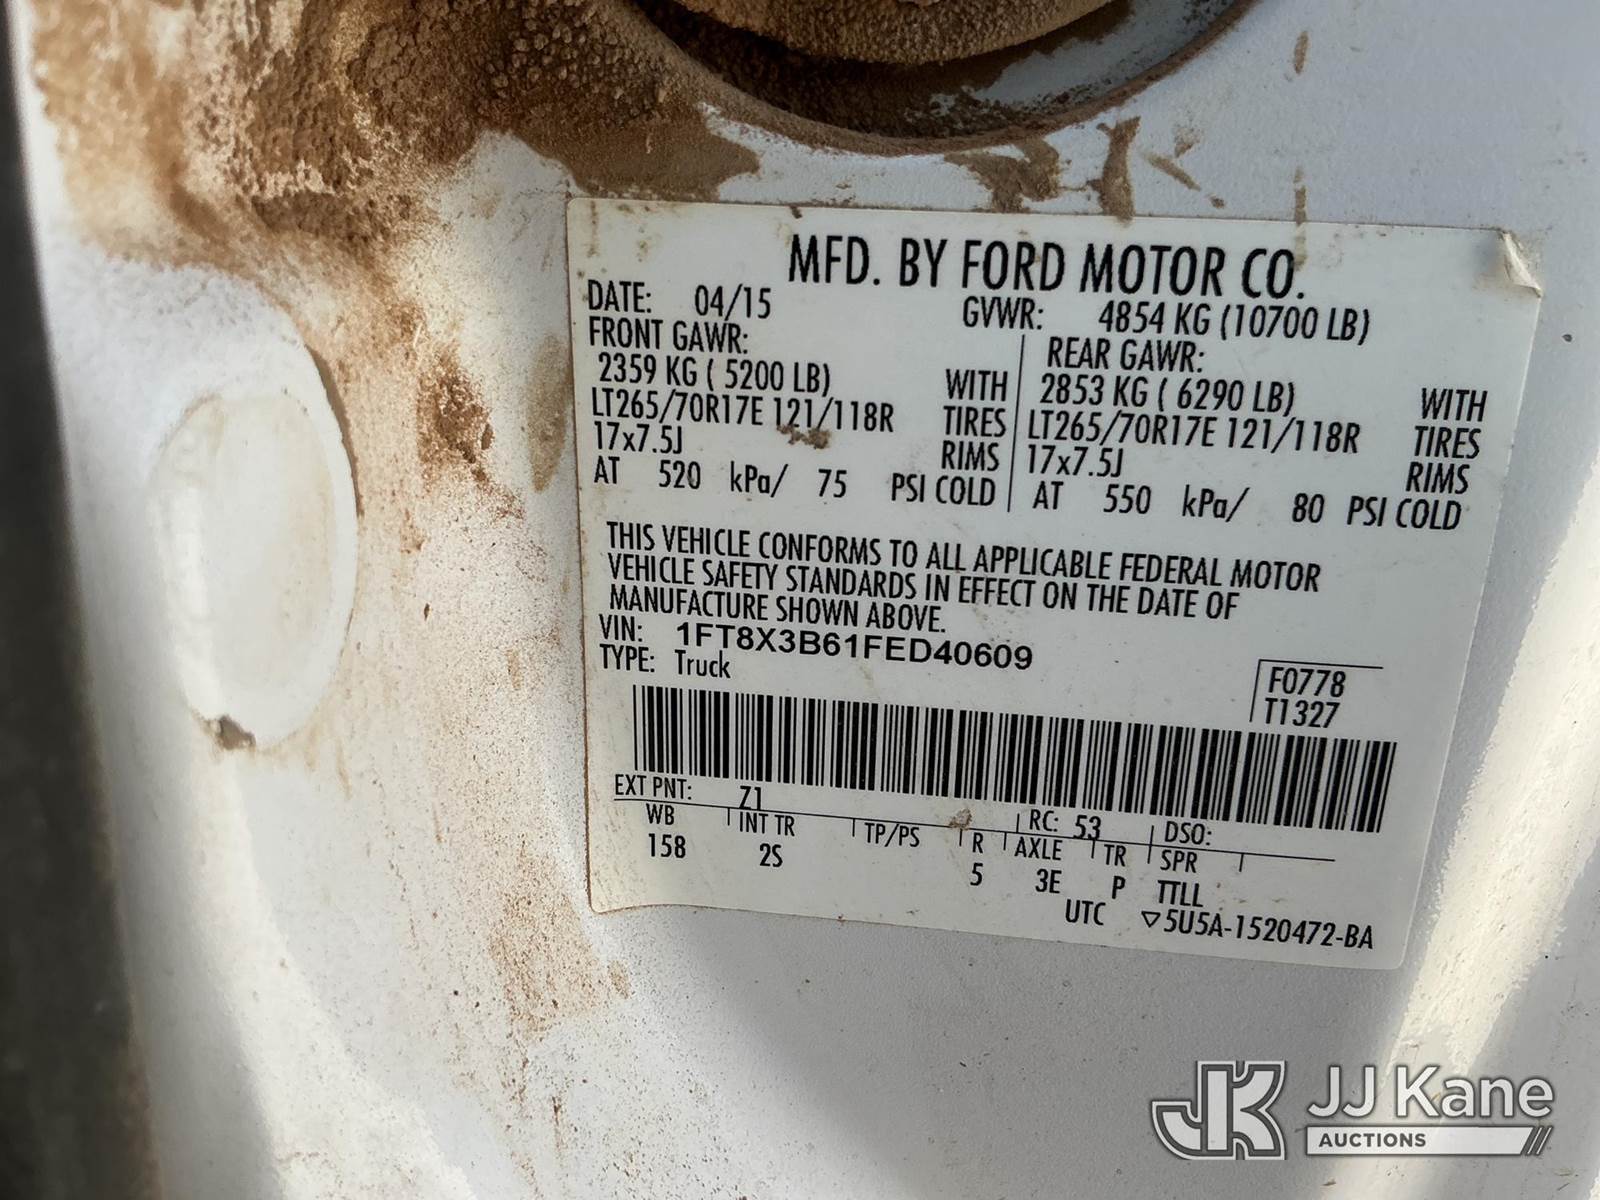 MFD. BY FORD MOTOR CO.
DATE: 04/15 GVWR: 4854 KG (10700 LB)
FRONT GAWR: REAR GAWR:
2359 KG ( 5200 LB) WITH 2853 KG ( 6290 LB) WITH
LT265/70R17E 121/118R TIRES LT265/70R17E 121/118R TIRES
17x7.5J RIMS 17x7.5J RIMS
AT 520 kPa/ 75 PSI COLD AT 550 kPa/ 80 PSI COLD
THIS VEHICLE CONFORMS TO ALL APPLICABLE FEDERAL MOTOR
VEHICLE SAFETY STANDARDS IN EFFECT ON THE DATE OF
MANUFACTURE SHOWN ABOVE.
VIN: 1FT8X3B61FED40609
TYPE: Truck
F0778
T1327
EXT PNT: Z1 RC: 53 DSO:
WB INT TR TP/PS R AXLE TR SPR
158 2S 5 3E P TTLL
UTC ▽5U5A-1520472-BA
JK JJ Kane
AUCTIONS